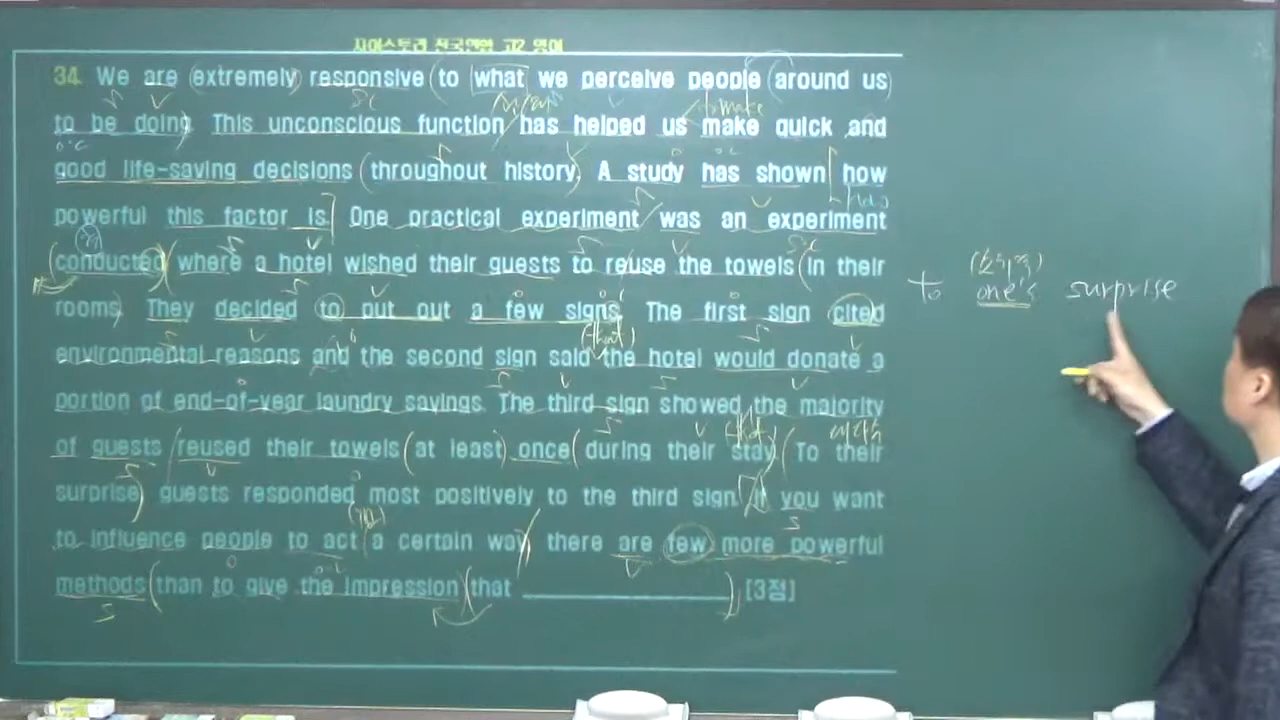 자이스토리 전국연합 고2 영어
34. We are extremely responsive to what we perceive people around us
to be doing. This unconscious function has helped us make quick and
good life-saving decisions throughout history. A study has shown how
powerful this factor is. One practical experiment was an experiment
conducted where a hotel wished their guests to reuse the towels in their
rooms. They decided to put out a few signs. The first sign cited
environmental reasons and the second sign said the hotel would donate a
portion of end-of-year laundry savings. The third sign showed the majority
of guests reused their towels at least once during their stay. To their
surprise, guests responded most positively to the third sign. If you want
to influence people to act a certain way, there are few more powerful
methods than to give the impression that ____________ [3점]
(소유격)
to one's surprise
(that)
(that)